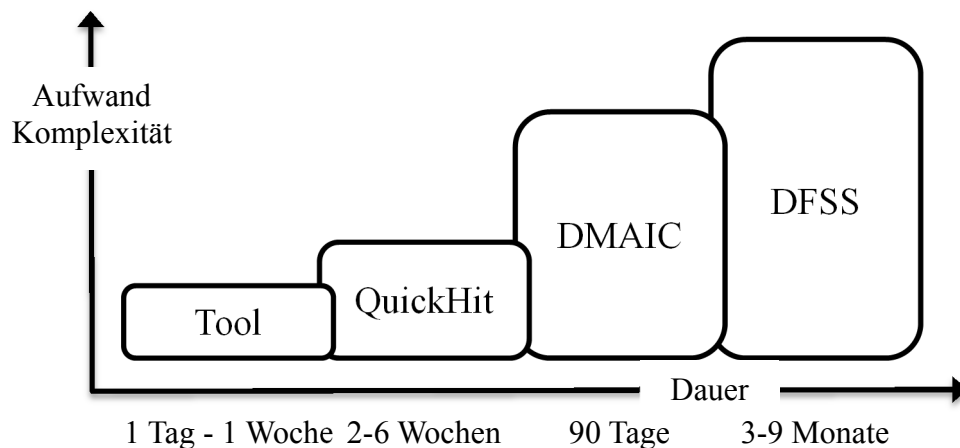 Aufwand
Komplexität
DFSS
DMAIC
QuickHit
Tool
Dauer
1 Tag - 1 Woche 2-6 Wochen 90 Tage 3-9 Monate